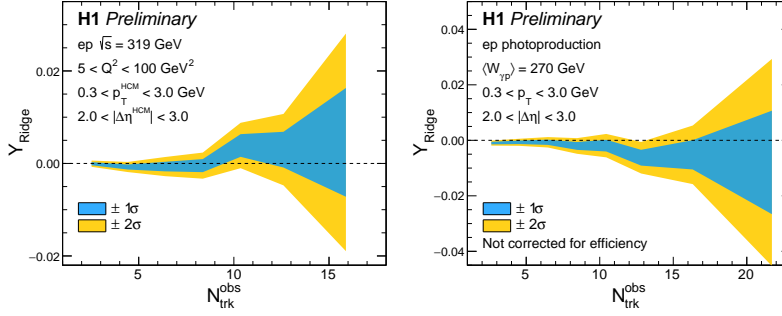 H1 Preliminary
ep √s = 319 GeV
5 < Q² < 100 GeV²
0.3 < p_T^HCM < 3.0 GeV
2.0 < |Δη^HCM| < 3.0
0.02
0.00
−0.02
Y_Ridge
± 1σ
± 2σ
5 10 15
N_trk^obs
H1 Preliminary
ep photoproduction
⟨W_γp⟩ = 270 GeV
0.3 < p_T < 3.0 GeV
2.0 < |Δη| < 3.0
0.04
0.02
0.00
−0.02
−0.04
Y_Ridge
± 1σ
± 2σ
Not corrected for efficiency
5 10 15 20
N_trk^obs